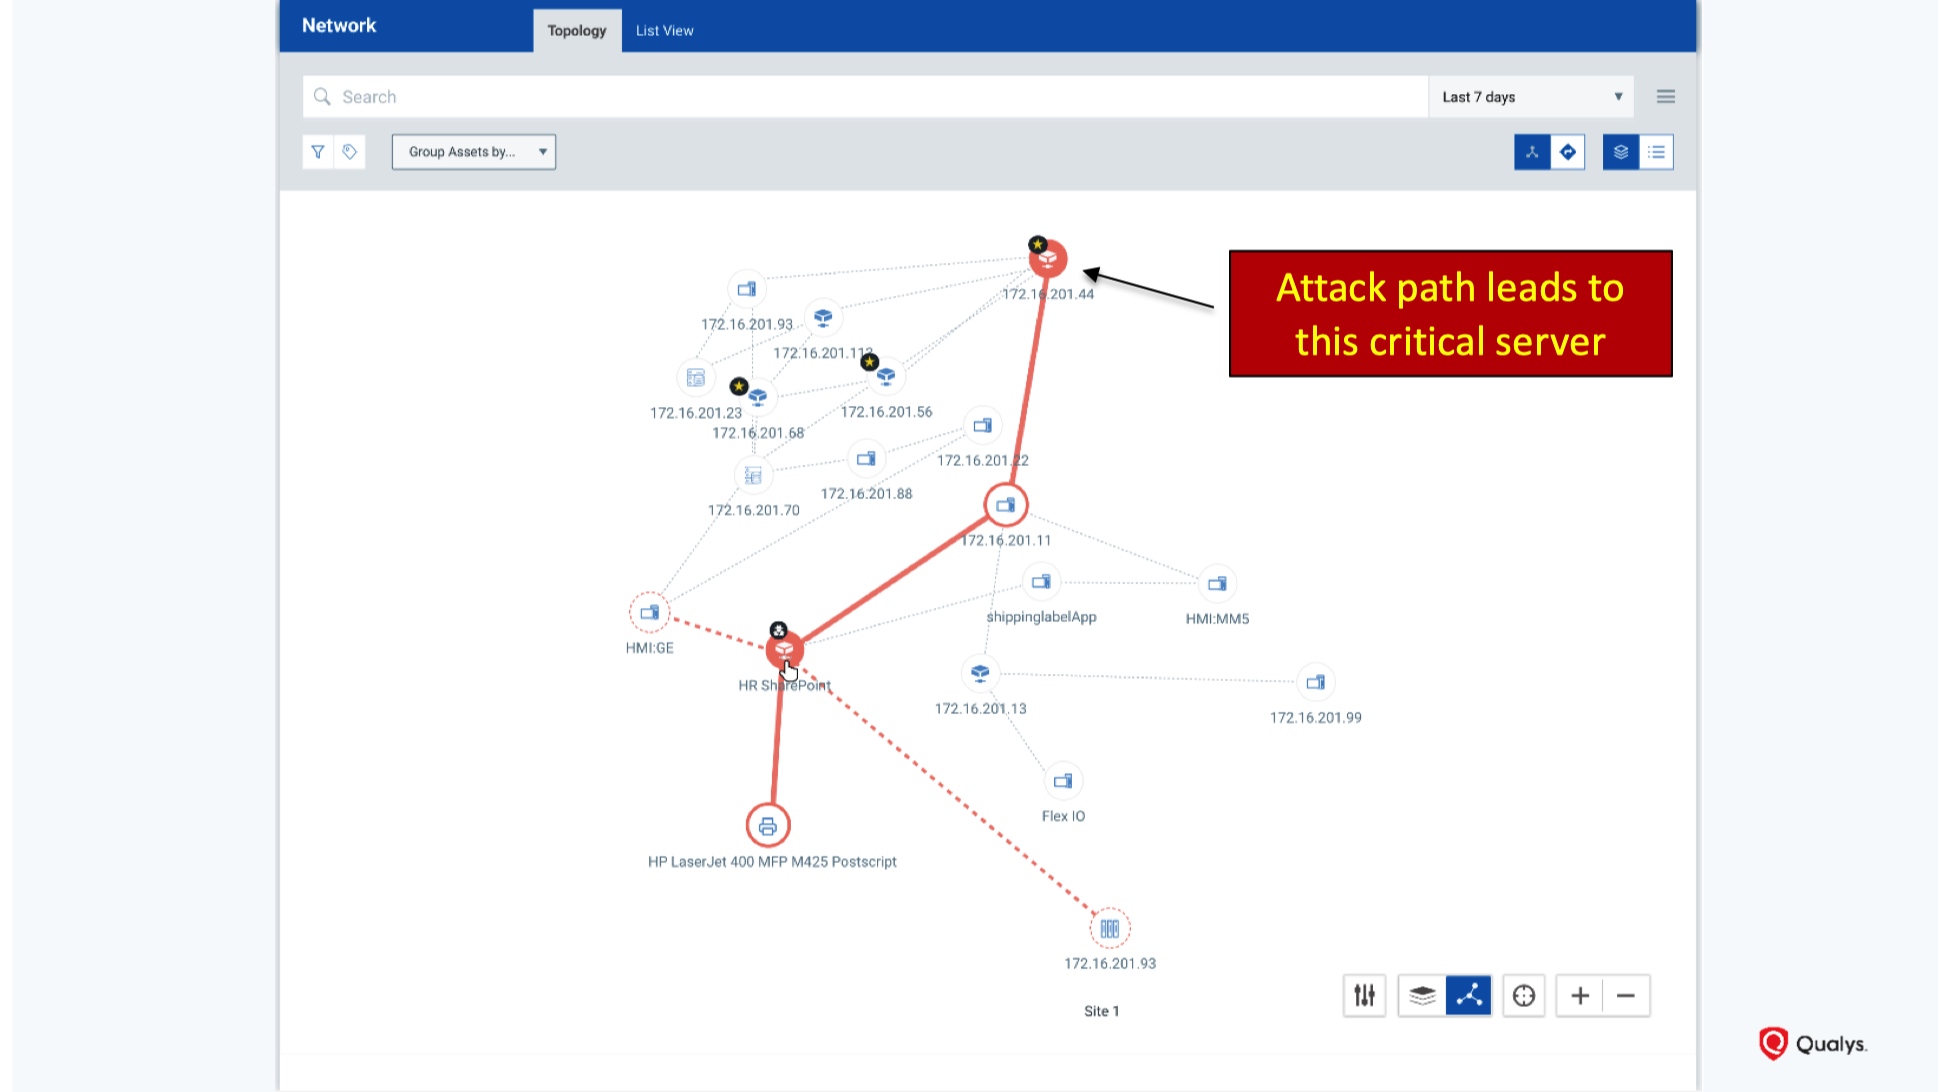 Network
Topology
List View
Search
Last 7 days
Group Assets by...
172.16.201.44
Attack path leads to
this critical server
172.16.201.93
172.16.201.112
172.16.201.23
172.16.201.56
172.16.201.68
172.16.201.22
172.16.201.88
172.16.201.70
172.16.201.11
shippinglabelApp
HMI:MM5
HMI:GE
HR SharePoint
172.16.201.13
172.16.201.99
Flex IO
HP LaserJet 400 MFP M425 Postscript
172.16.201.93
Site 1
Qualys.